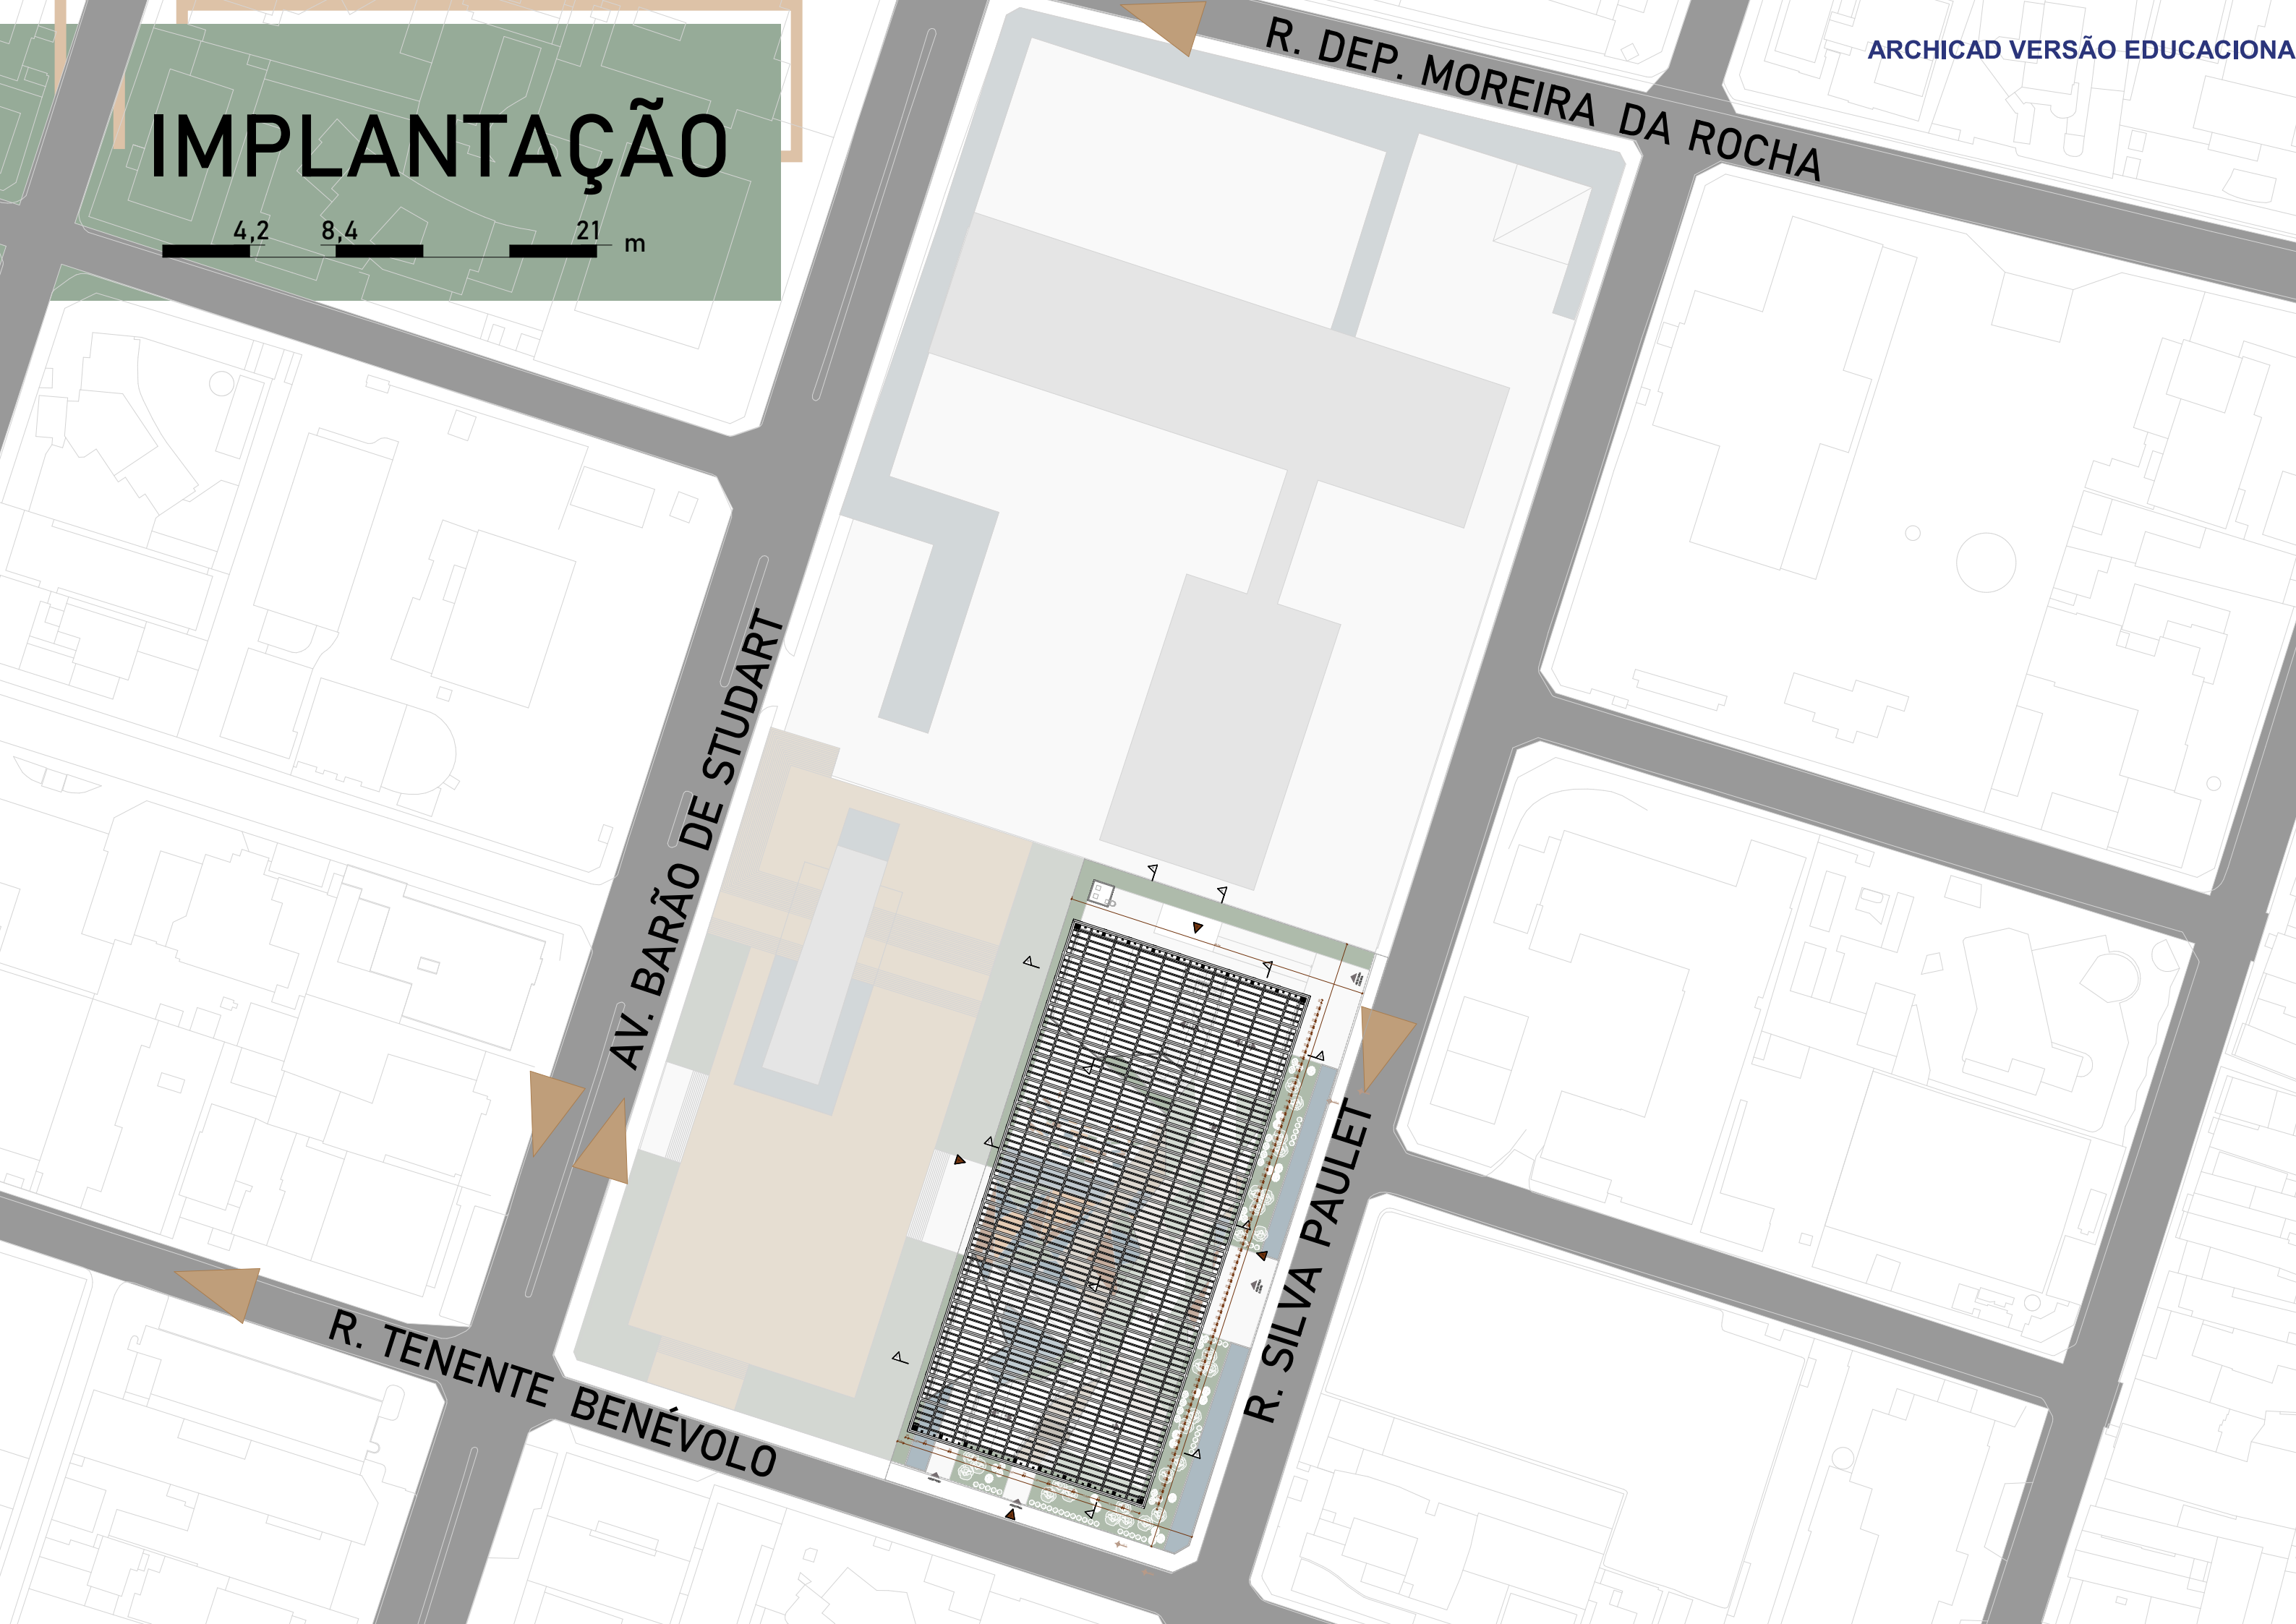 R. DEP. MOREIRA DA ROCHA
ARCHICAD VERSÃO EDUCACIONA
IMPLANTAÇÃO
4,2 8,4 21 m
AV. BARÃO DE STUDART
R. SILVA PAULET
R. TENENTE BENÉVOLO